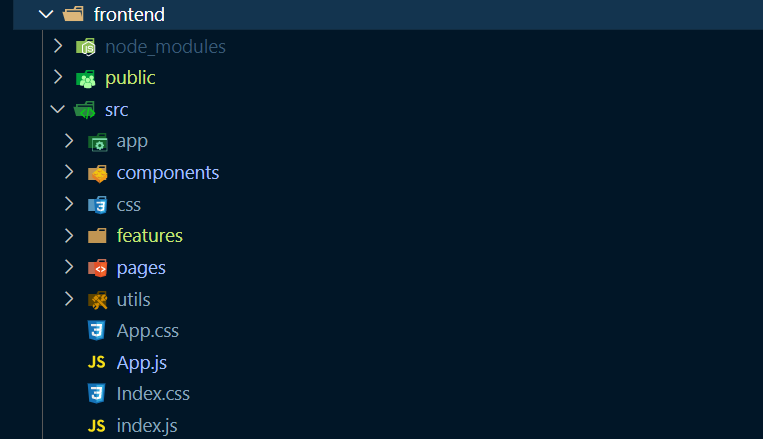 frontend
node_modules
public
src
app
components
css
features
pages
utils
App.css
JS App.js
Index.css
JS index.js